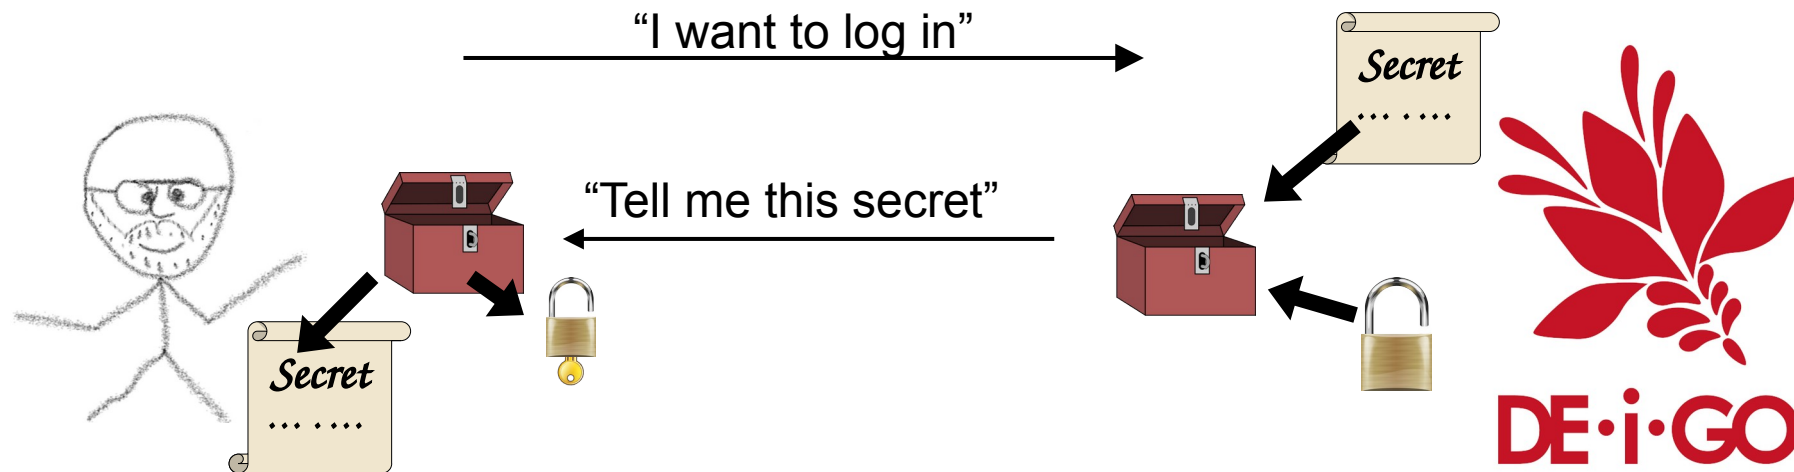 “I want to log in”
Secret
... . ...
“Tell me this secret”
Secret
... . ...
DE·i·GO